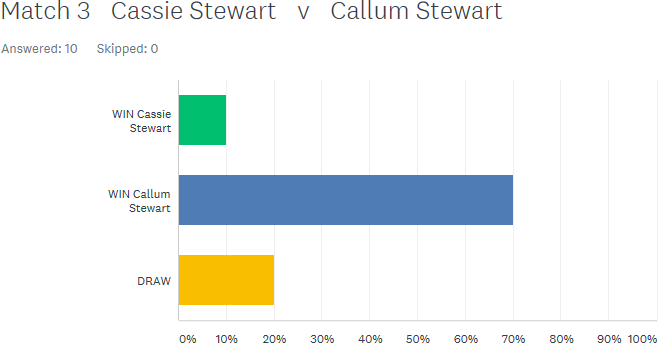 Match 3   Cassie Stewart   v   Callum Stewart
Answered: 10   Skipped: 0
WIN Cassie
Stewart
WIN Callum
Stewart
DRAW
0% 10% 20% 30% 40% 50% 60% 70% 80% 90% 100%